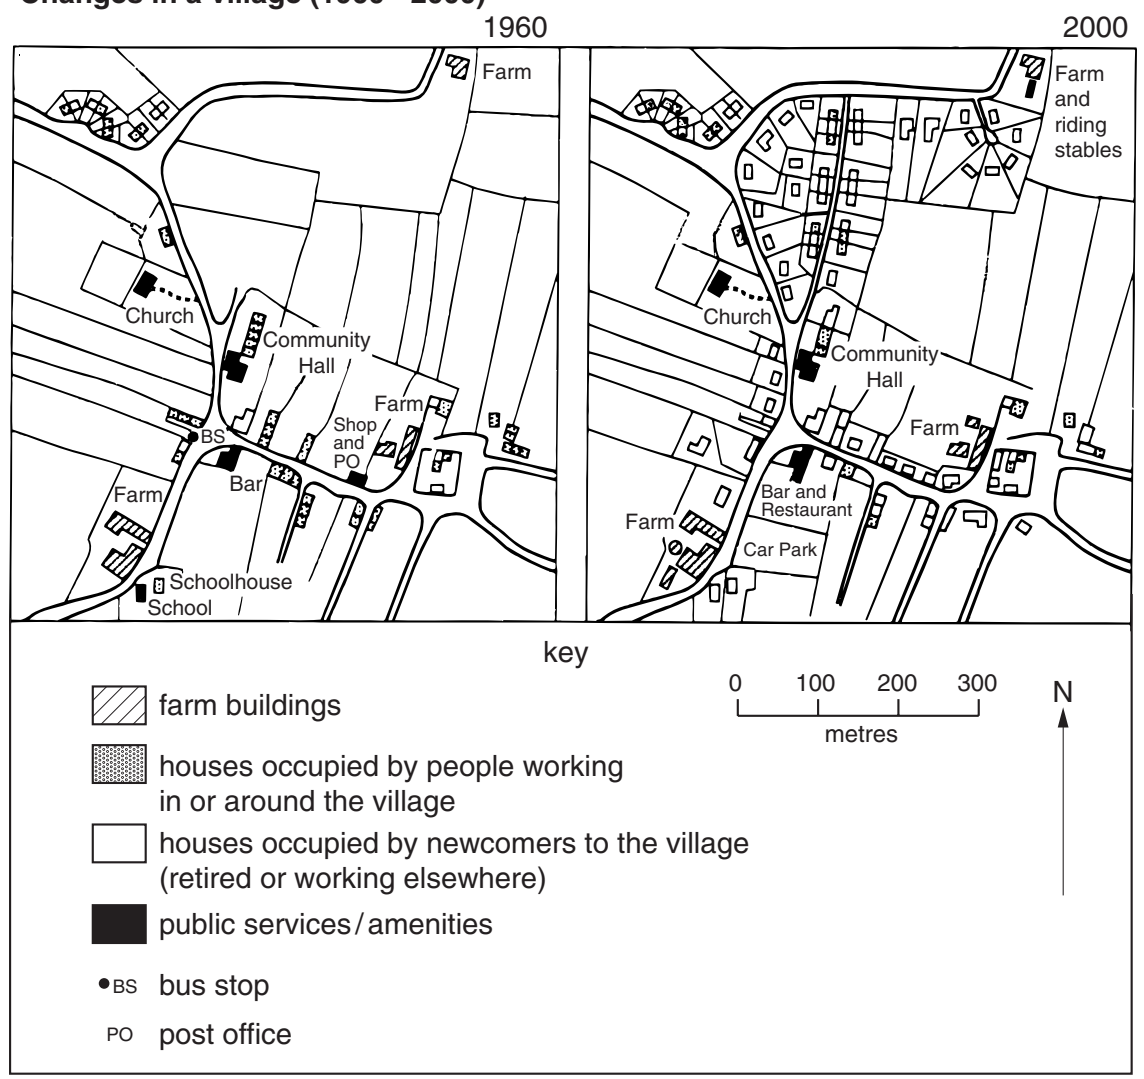 Changes in a village (1960 - 2000)
1960
2000
Farm
Church
Community
Hall
Farm
Shop
and
PO
BS
Bar
Farm
Schoolhouse
School
Farm
and
riding
stables
Church
Community
Hall
Farm
Bar and
Restaurant
Farm
Car Park
key
farm buildings
houses occupied by people working
in or around the village
houses occupied by newcomers to the village
(retired or working elsewhere)
public services/amenities
BS bus stop
PO post office
0 100 200 300
metres
N